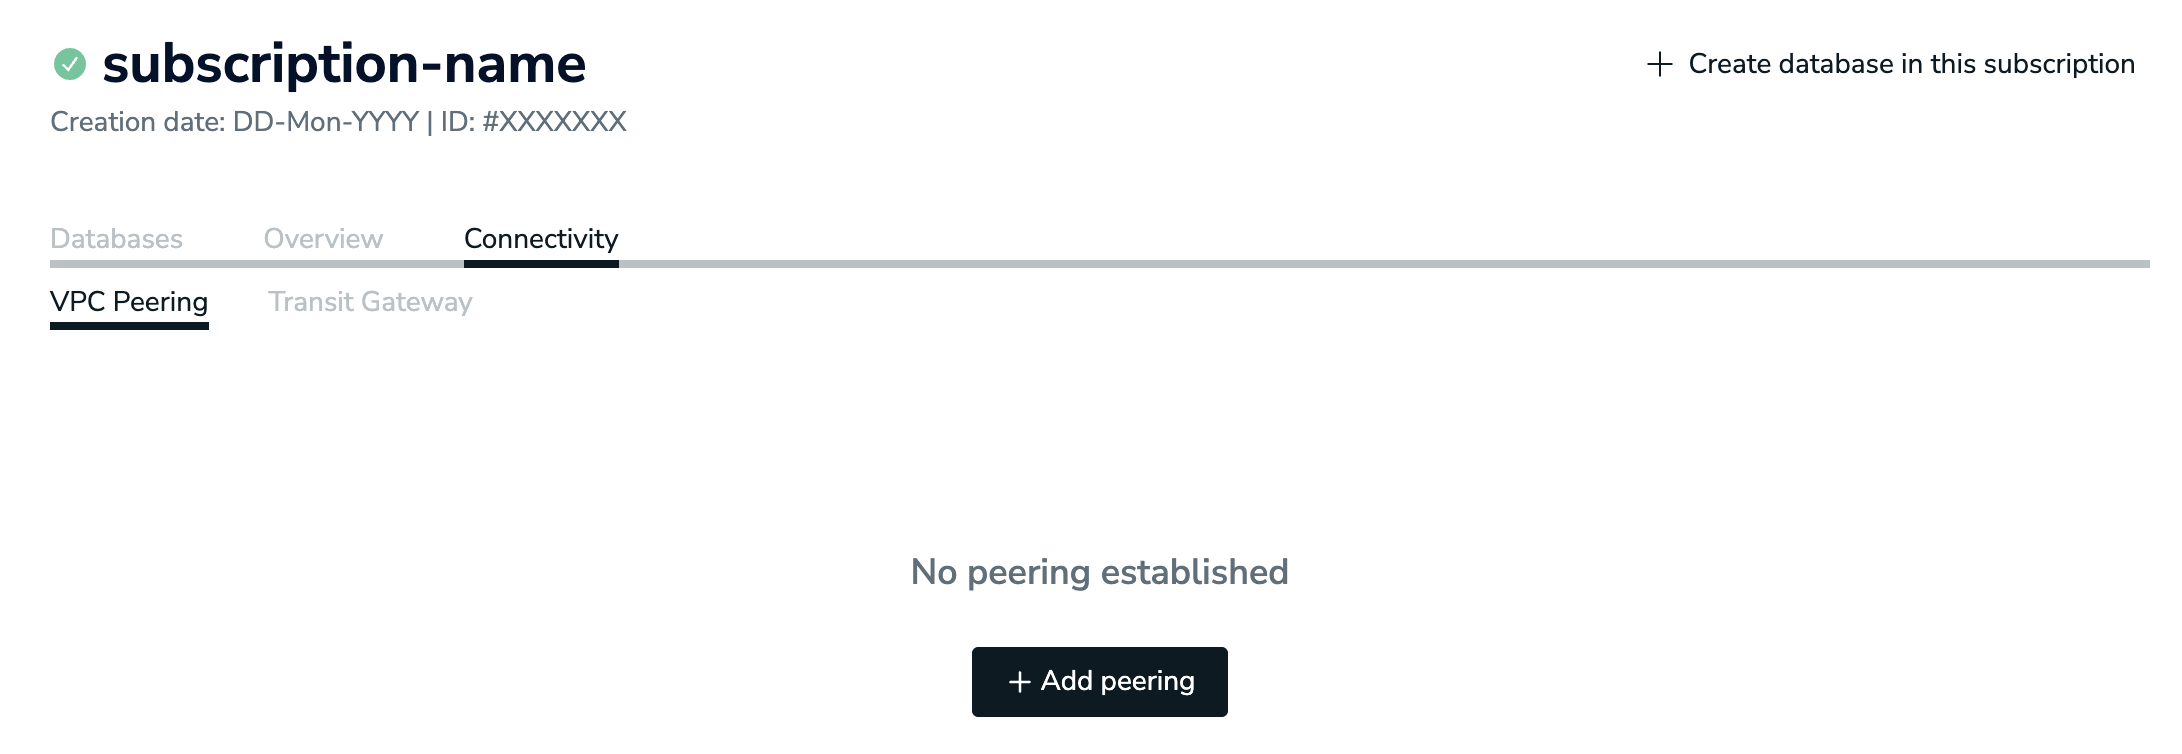 subscription-name
Create database in this subscription
Creation date: DD-Mon-YYYY | ID: #XXXXXXX
Databases Overview Connectivity
VPC Peering Transit Gateway
No peering established
+ Add peering